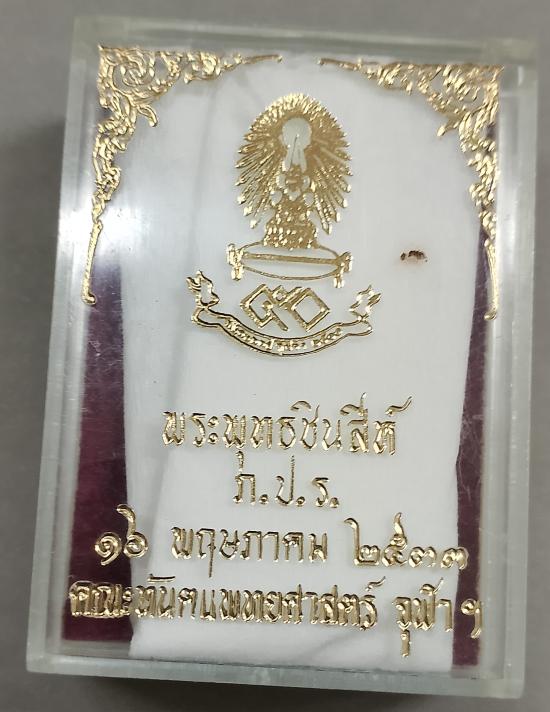 ๕๐
พระพุทธชินสีห์
ภ.ป.ร.
๑๖ พฤษภาคม ๒๕๓๓
คณะทันตแพทยศาสตร์ จุฬาฯ